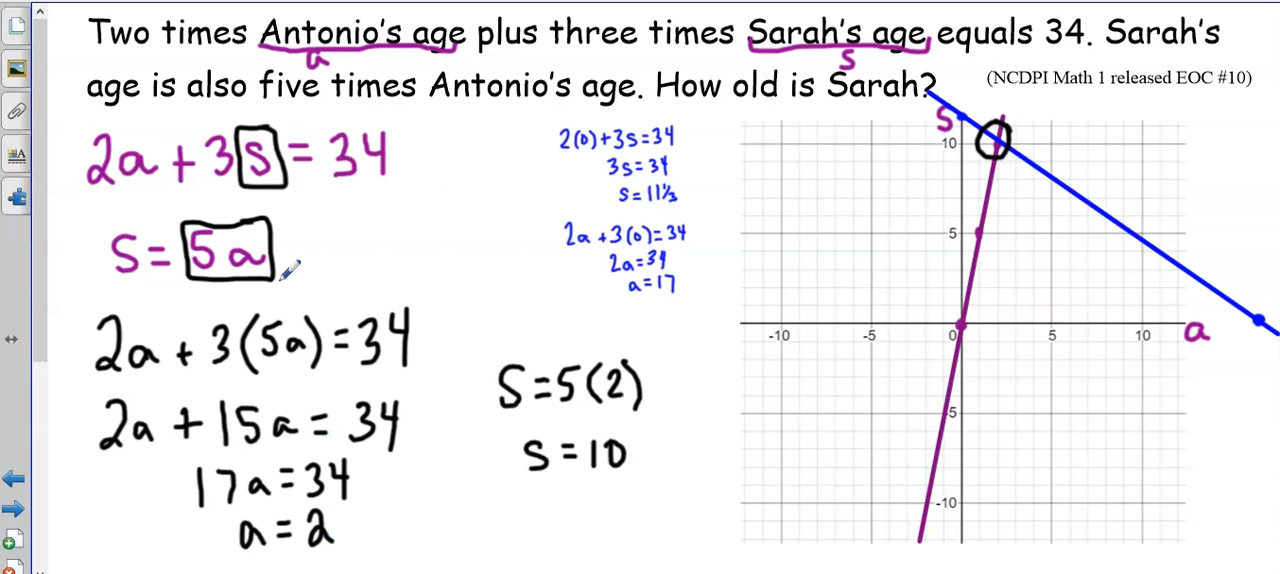 Two times Antonio's age plus three times Sarah's age equals 34. Sarah's
a
s
age is also five times Antonio's age. How old is Sarah?
(NCDPI Math 1 released EOC #10)
2a + 3s = 34
s = 5a
2a + 3(5a) = 34
2a + 15a = 34
17a = 34
a = 2
2(0) + 3s = 34
3s = 34
s = 11 1/3
2a + 3(0) = 34
2a = 34
a = 17
s = 5(2)
s = 10
s
10
5
-10 -5 0 5 10 a
-5
-10